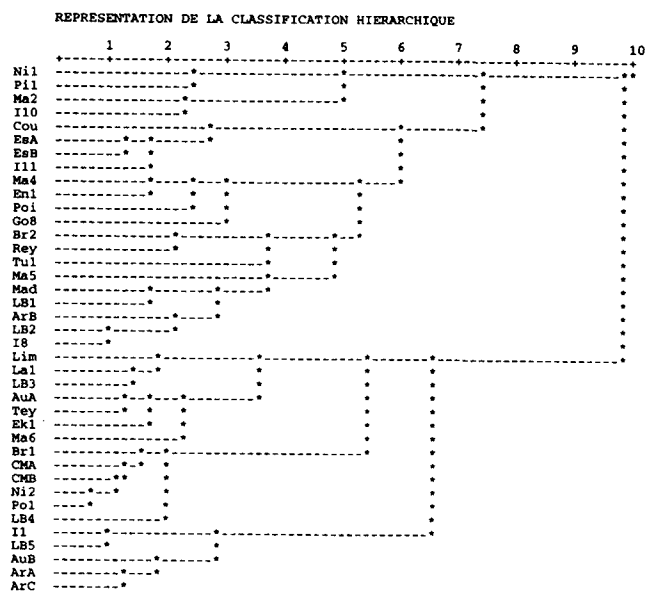 REPRESENTATION DE LA CLASSIFICATION HIERARCHIQUE
1 2 3 4 5 6 7 8 9 10
Ni1
Pi1
Ma2
I10
Cou
EsA
EsB
I11
Ma4
En1
Poi
Go8
Br2
Rey
Tu1
Ma5
Mad
LB1
ArB
LB2
I8
Lim
La1
LB3
AuA
Tey
Ek1
Ma6
Br1
CMA
CMB
Ni2
Po1
LB4
I1
LB5
AuB
ArA
ArC